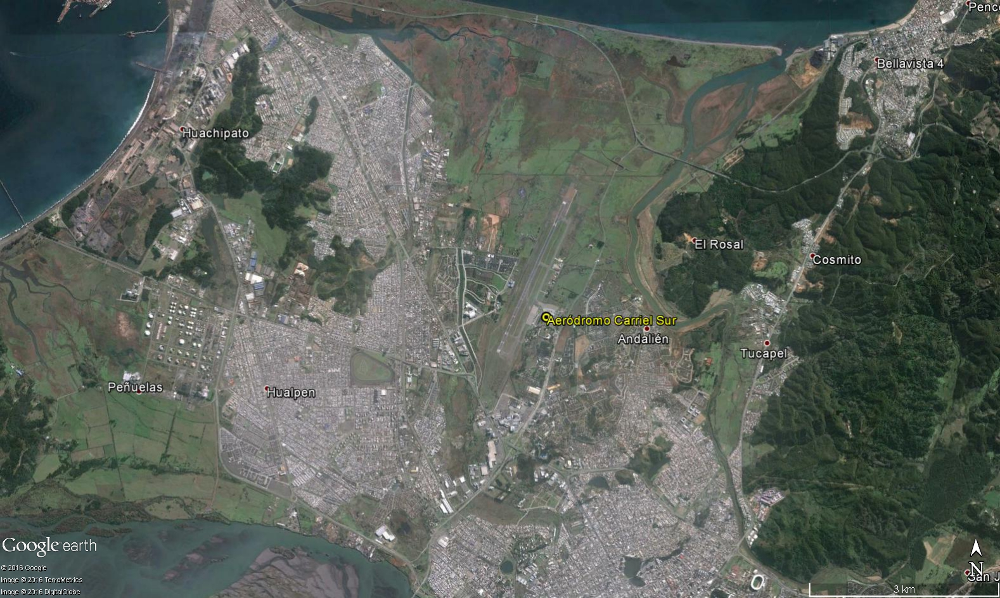 Penc
Bellavista 4
Huachipato
El Rosal
Cosmito
Aeródromo Carriel Sur
Andalién
Tucapel
Peñuelas
Hualpen
Google earth
© 2016 Google
Image © 2016 TerraMetrics
Image © 2016 DigitalGlobe
N
San J
3 km